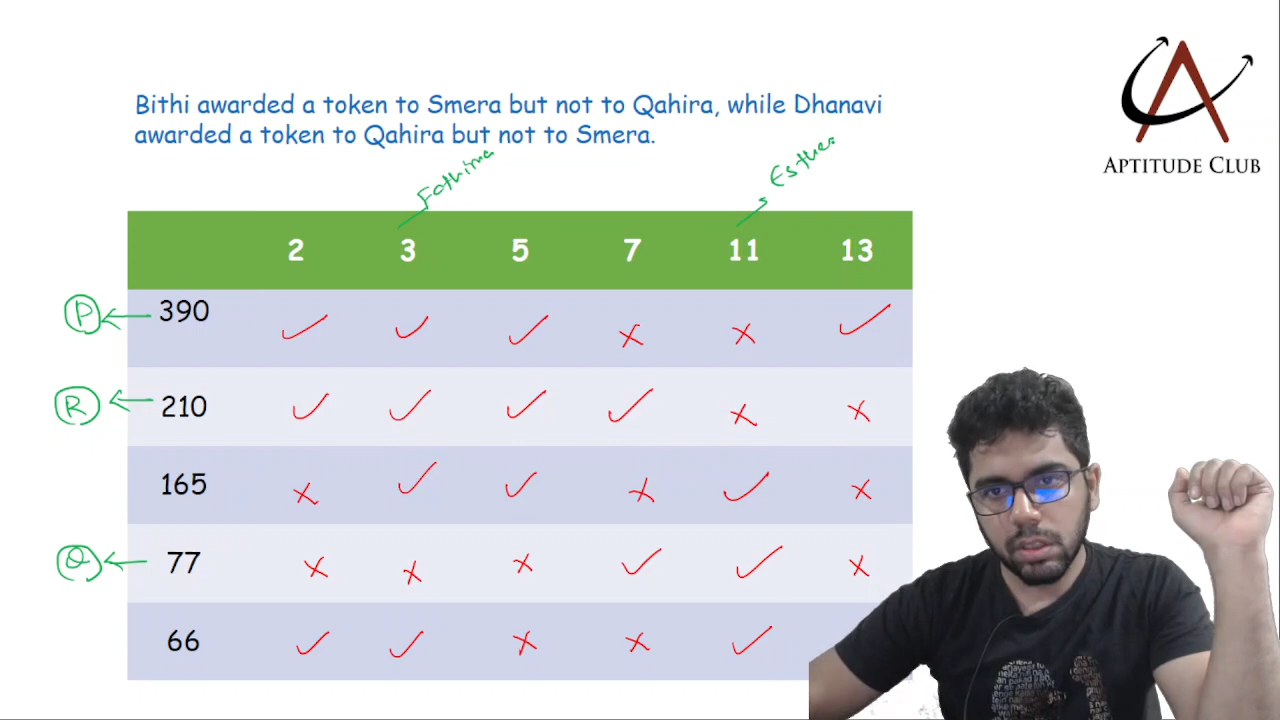 Bithi awarded a token to Smera but not to Qahira, while Dhanavi
awarded a token to Qahira but not to Smera.
APTITUDE CLUB
Fathima
Esther
2 3 5 7 11 13
P 390 ✓ ✓ ✓ x x ✓
R 210 ✓ ✓ ✓ ✓ x x
165 x ✓ ✓ x ✓ x
Q 77 x x x ✓ ✓ x
66 ✓ ✓ x x ✓